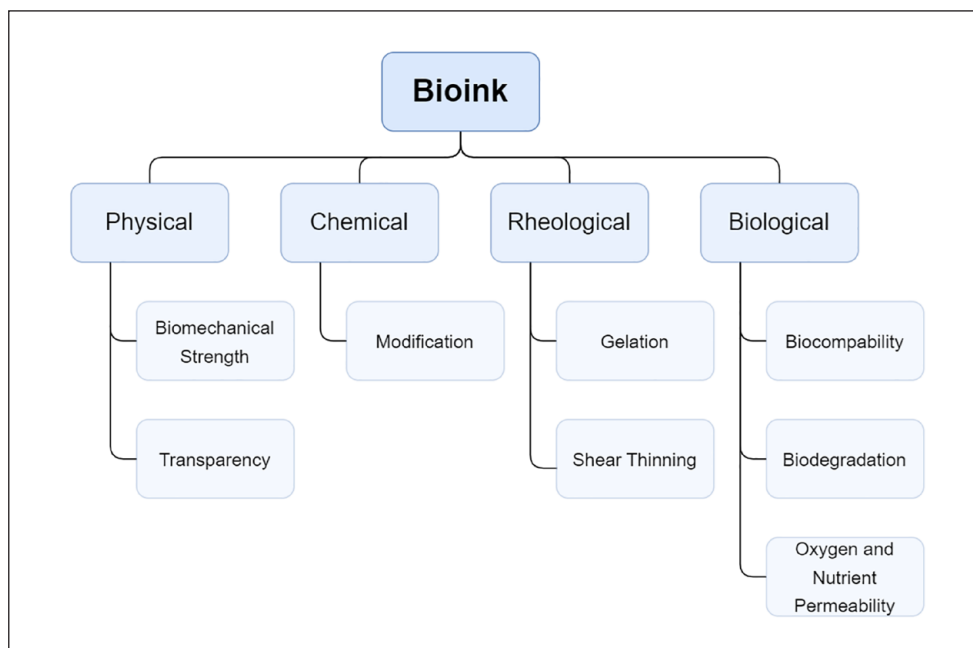 Bioink
Physical
Chemical
Rheological
Biological
Biomechanical
Strength
Modification
Gelation
Biocompability
Transparency
Shear Thinning
Biodegradation
Oxygen and
Nutrient
Permeability